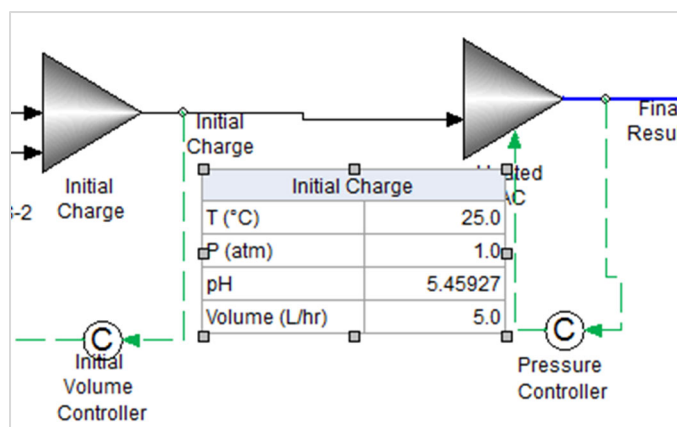 Initial
Charge
Initial
Charge
Initial Charge
T (°C) 25.0
P (atm) 1.0
pH 5.45927
Volume (L/hr) 5.0
S-2
C
Initial
Volume
Controller
C
Pressure
Controller